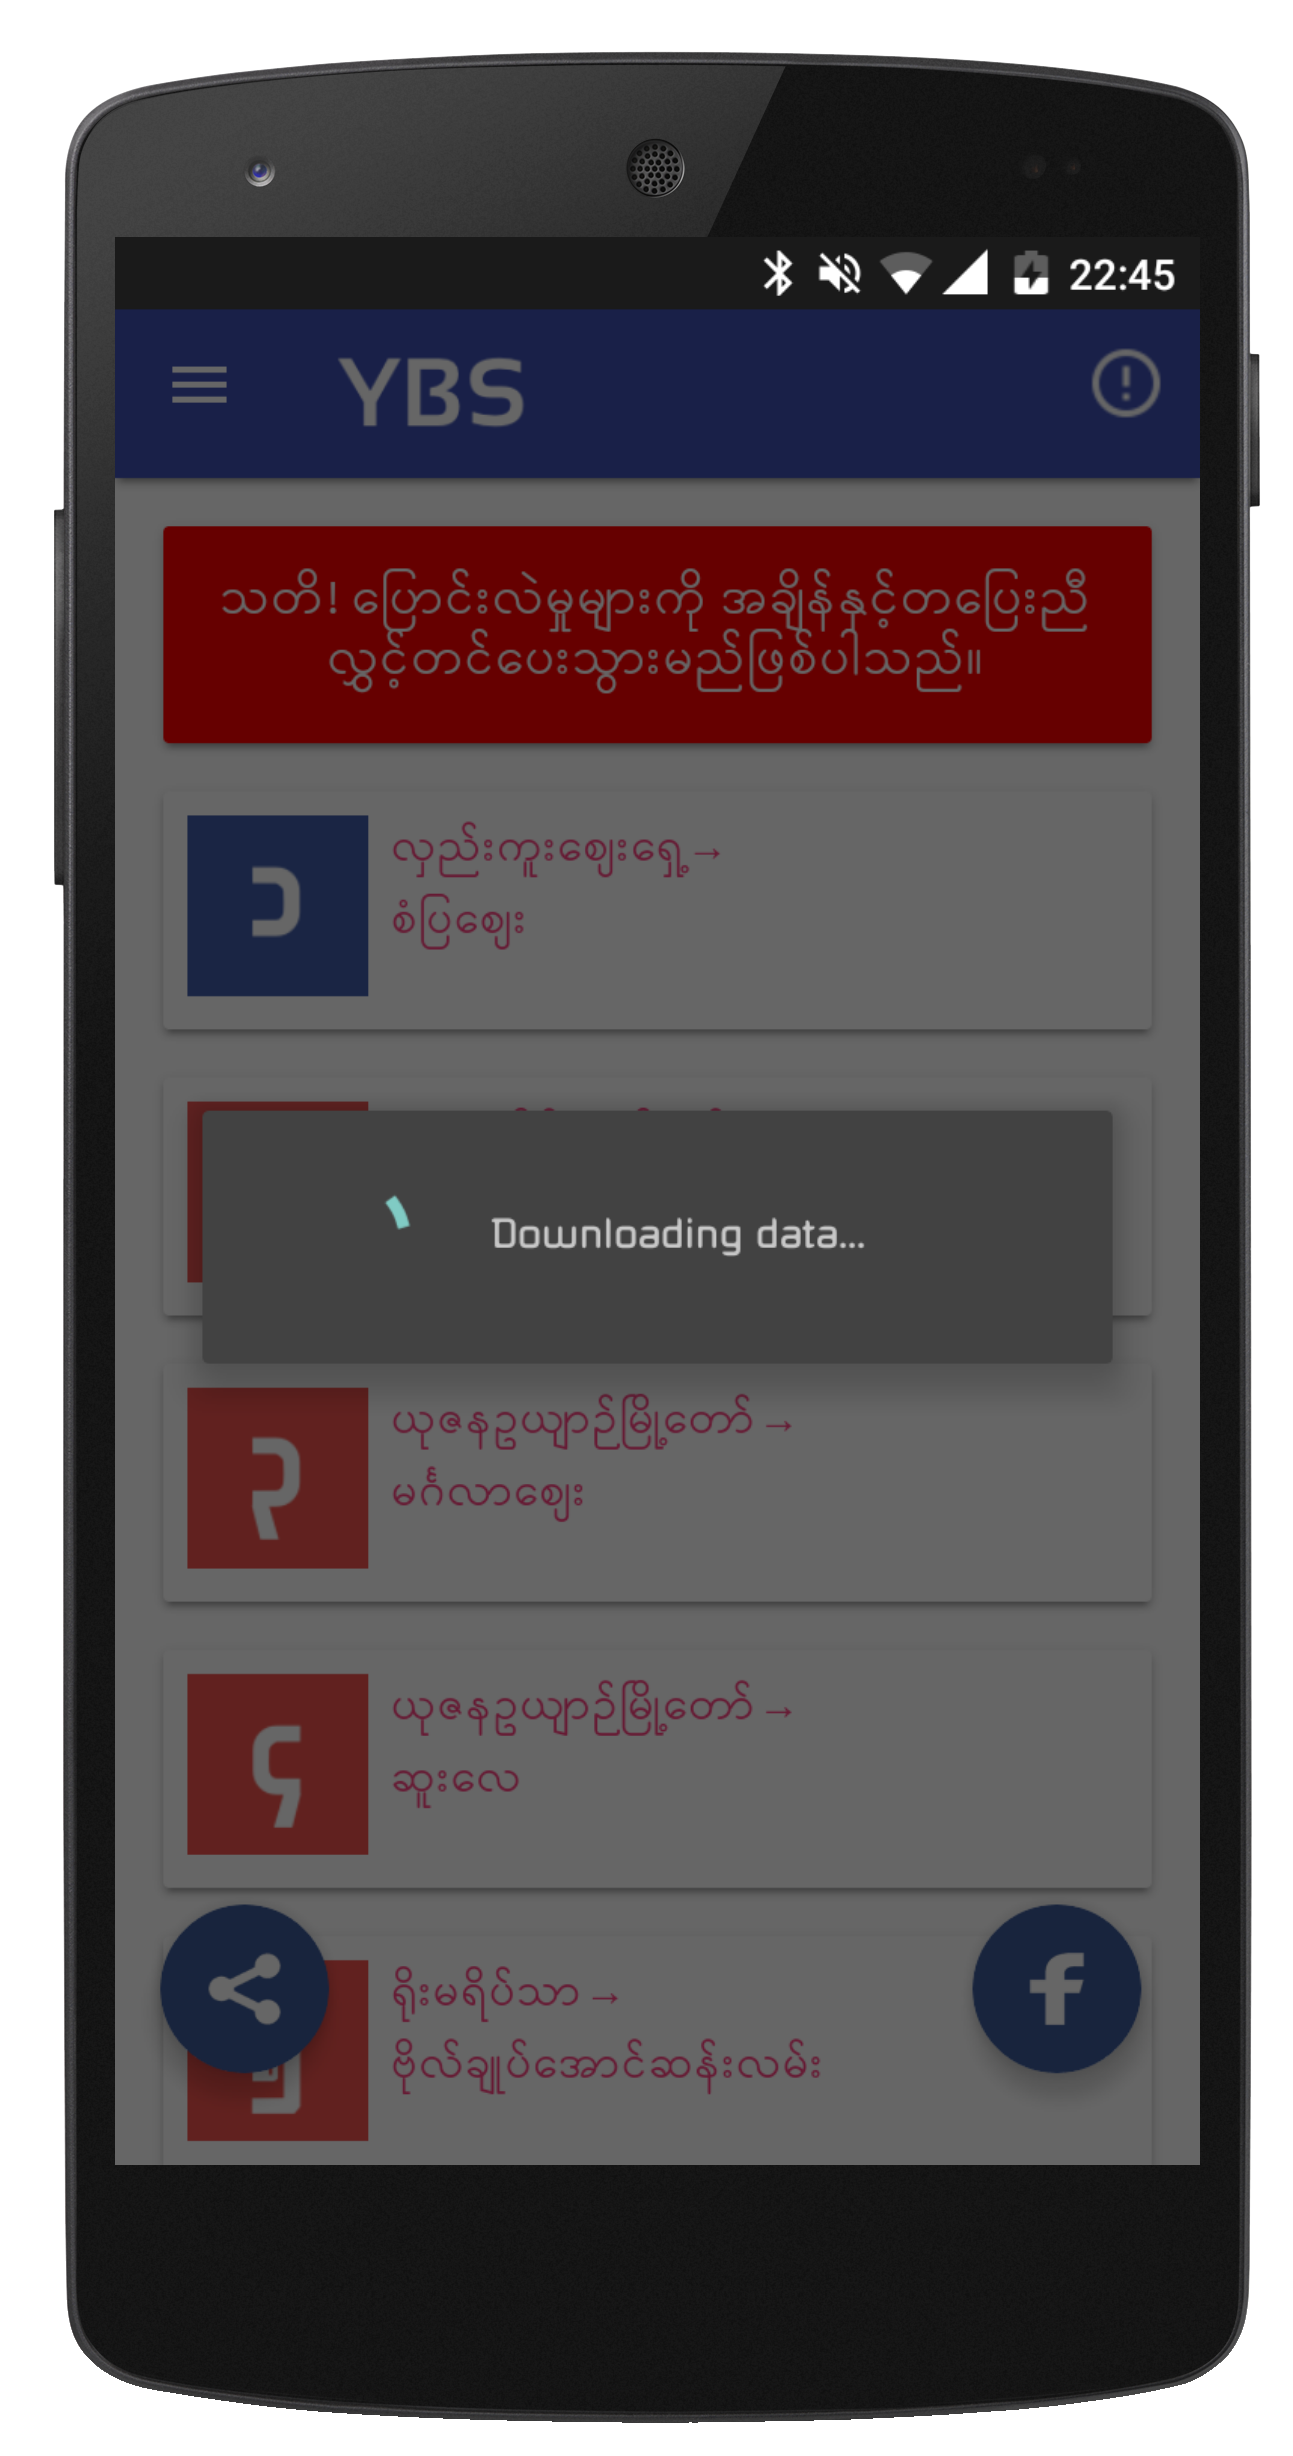 22:45
YBS
သတိ! ပြောင်းလဲမှုများကို အချိန်နှင့်တပြေးညီ
လွှင့်တင်ပေးသွားမည်ဖြစ်ပါသည်။
၁
လှည်းကူးဈေးရှေ့→
စံပြဈေး
Downloading data...
၃
ယုဇနဥယျာဉ်မြို့တော် →
မင်္ဂလာဈေး
၄
ယုဇနဥယျာဉ်မြို့တော် →
ဆူးလေ
ရိုးမရိပ်သာ →
ဗိုလ်ချုပ်အောင်ဆန်းလမ်း